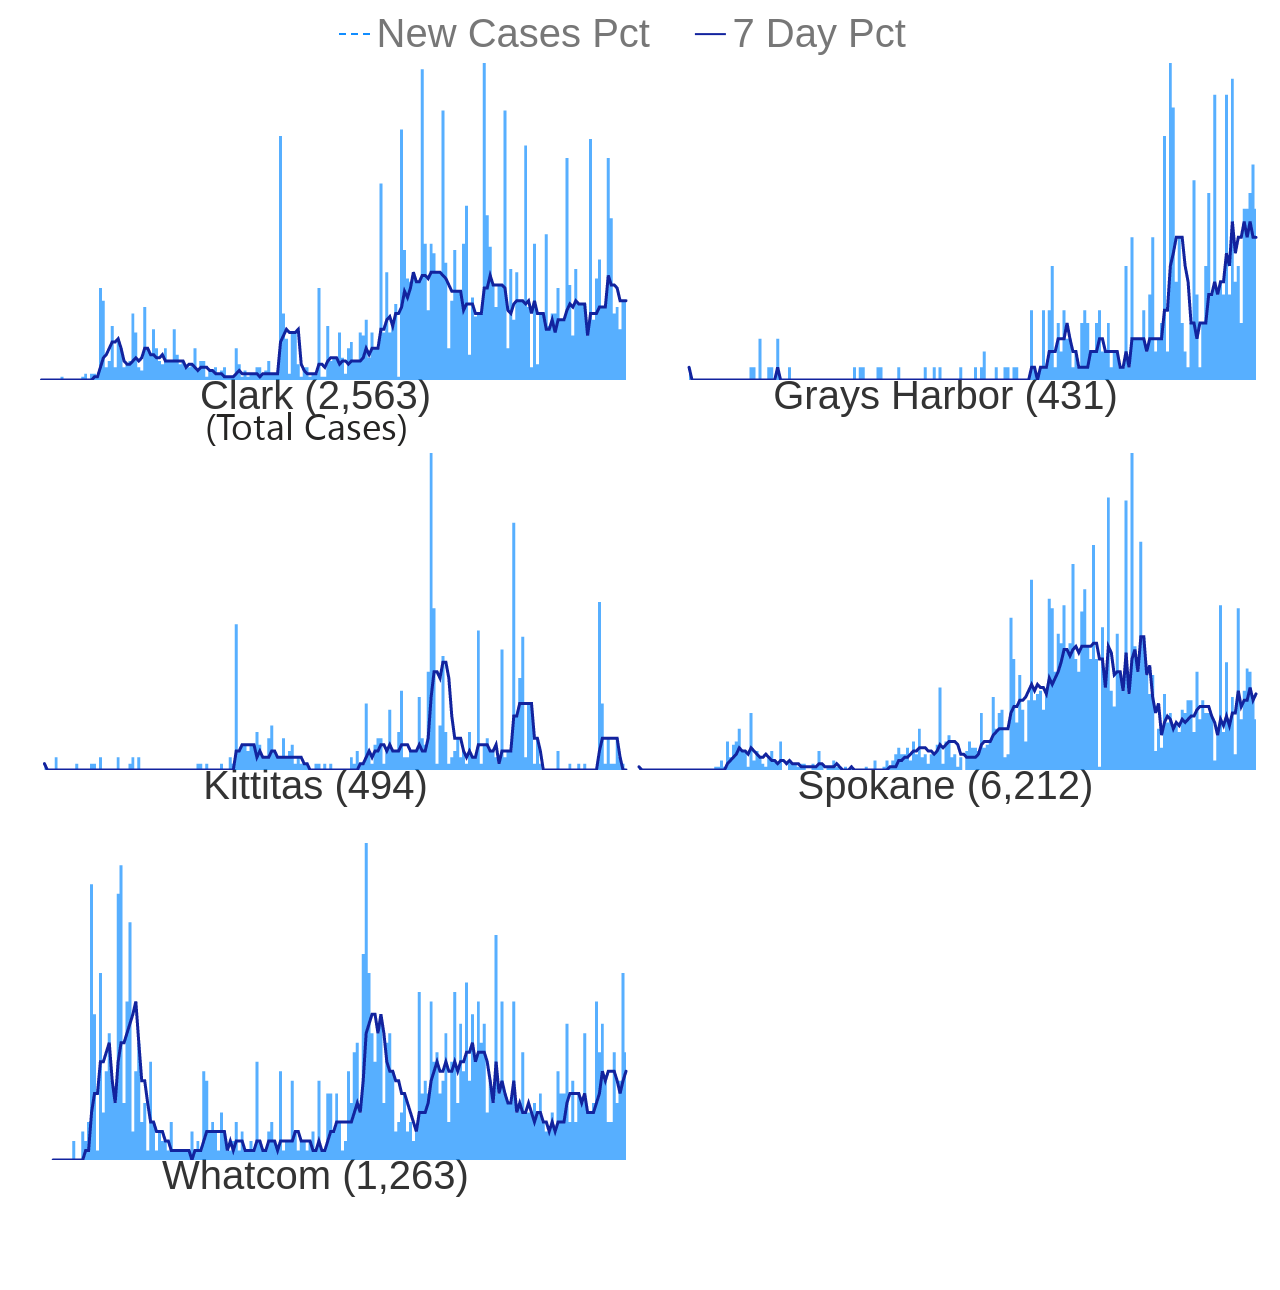 New Cases Pct 7 Day Pct
Clark (2,563) Grays Harbor (431)
(Total Cases)
Kittitas (494) Spokane (6,212)
Whatcom (1,263)